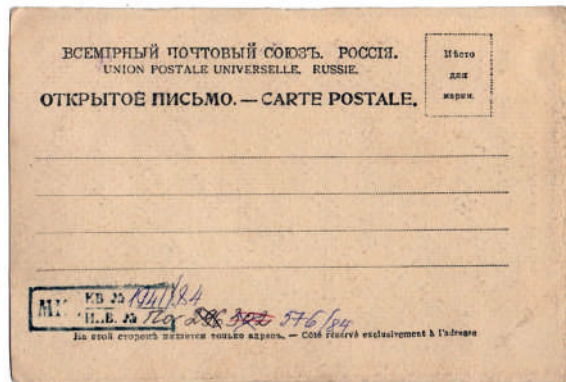 ВСЕМІРНЫЙ ПОЧТОВЫЙ СОЮЗЪ. РОССІЯ.
UNION POSTALE UNIVERSELLE. RUSSIE.
ОТКРЫТОЕ ПИСЬМО. — CARTE POSTALE.
Мѣсто
для
марки.
КВ №
И..В. № 576/84
На этой сторонѣ пишется только адресъ. — Côté réservé exclusivement à l'adresse